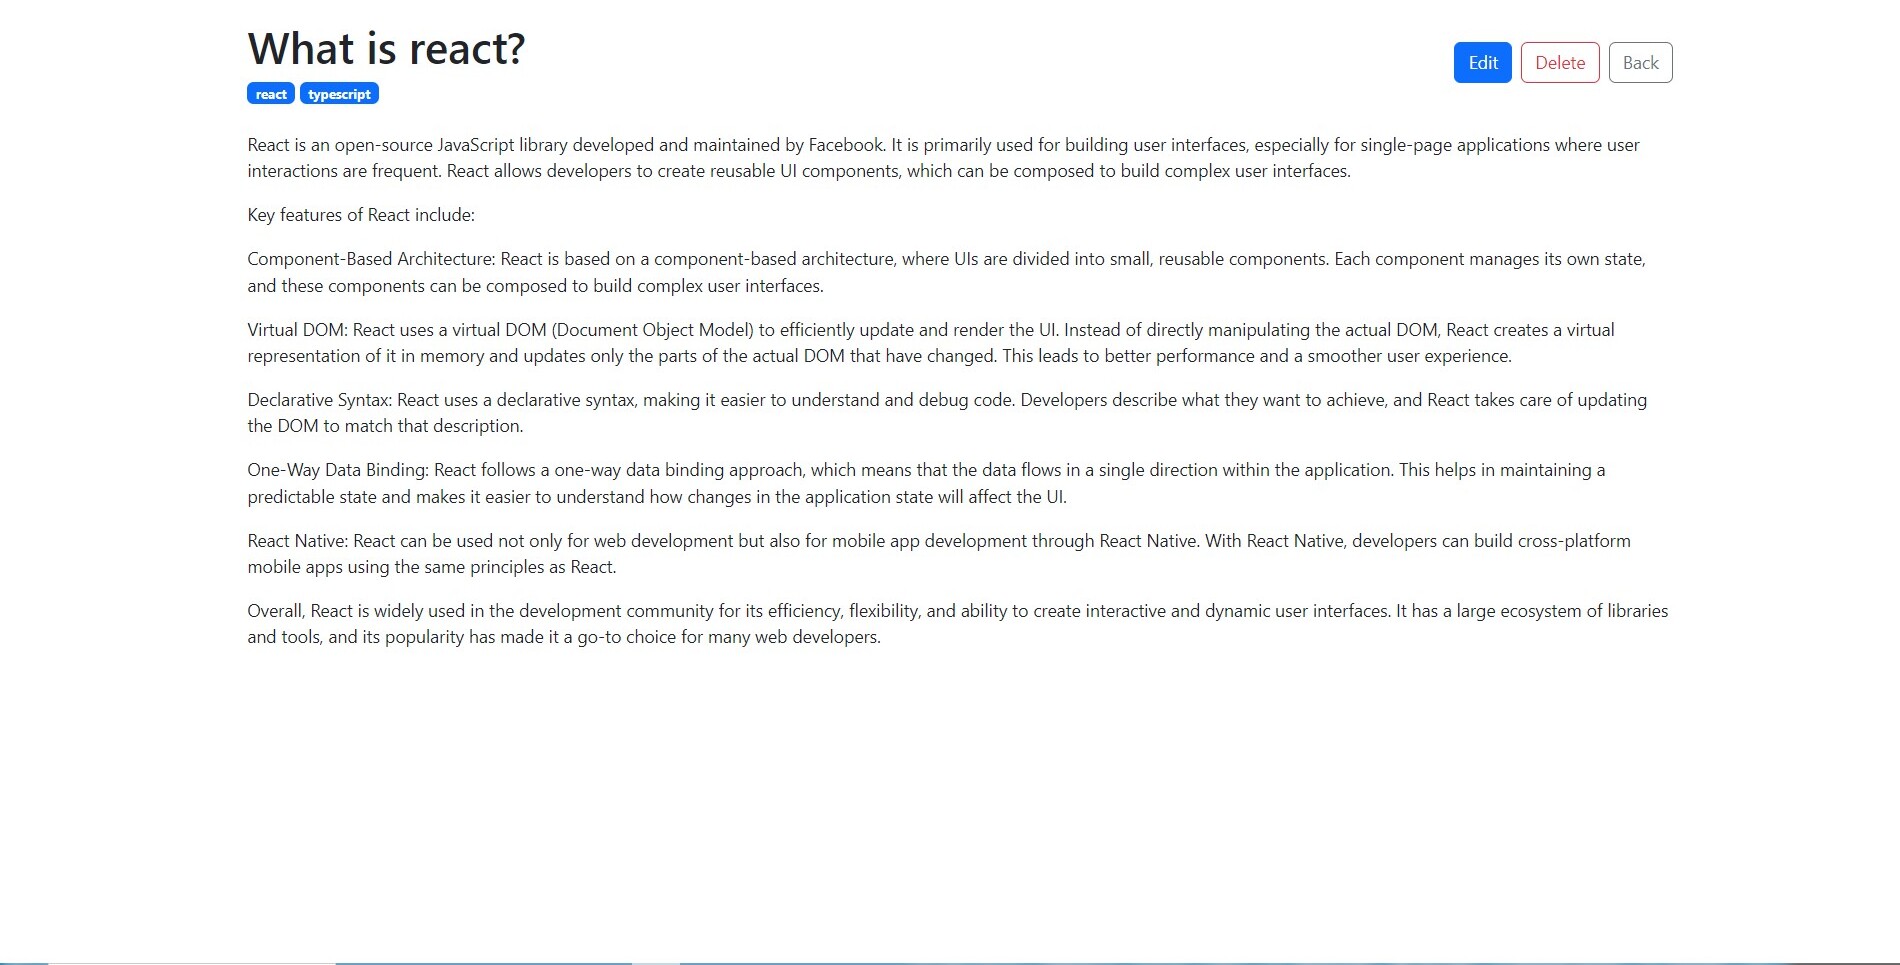 What is react?
Edit Delete Back
react typescript
React is an open-source JavaScript library developed and maintained by Facebook. It is primarily used for building user interfaces, especially for single-page applications where user
interactions are frequent. React allows developers to create reusable UI components, which can be composed to build complex user interfaces.
Key features of React include:
Component-Based Architecture: React is based on a component-based architecture, where UIs are divided into small, reusable components. Each component manages its own state,
and these components can be composed to build complex user interfaces.
Virtual DOM: React uses a virtual DOM (Document Object Model) to efficiently update and render the UI. Instead of directly manipulating the actual DOM, React creates a virtual
representation of it in memory and updates only the parts of the actual DOM that have changed. This leads to better performance and a smoother user experience.
Declarative Syntax: React uses a declarative syntax, making it easier to understand and debug code. Developers describe what they want to achieve, and React takes care of updating
the DOM to match that description.
One-Way Data Binding: React follows a one-way data binding approach, which means that the data flows in a single direction within the application. This helps in maintaining a
predictable state and makes it easier to understand how changes in the application state will affect the UI.
React Native: React can be used not only for web development but also for mobile app development through React Native. With React Native, developers can build cross-platform
mobile apps using the same principles as React.
Overall, React is widely used in the development community for its efficiency, flexibility, and ability to create interactive and dynamic user interfaces. It has a large ecosystem of libraries
and tools, and its popularity has made it a go-to choice for many web developers.